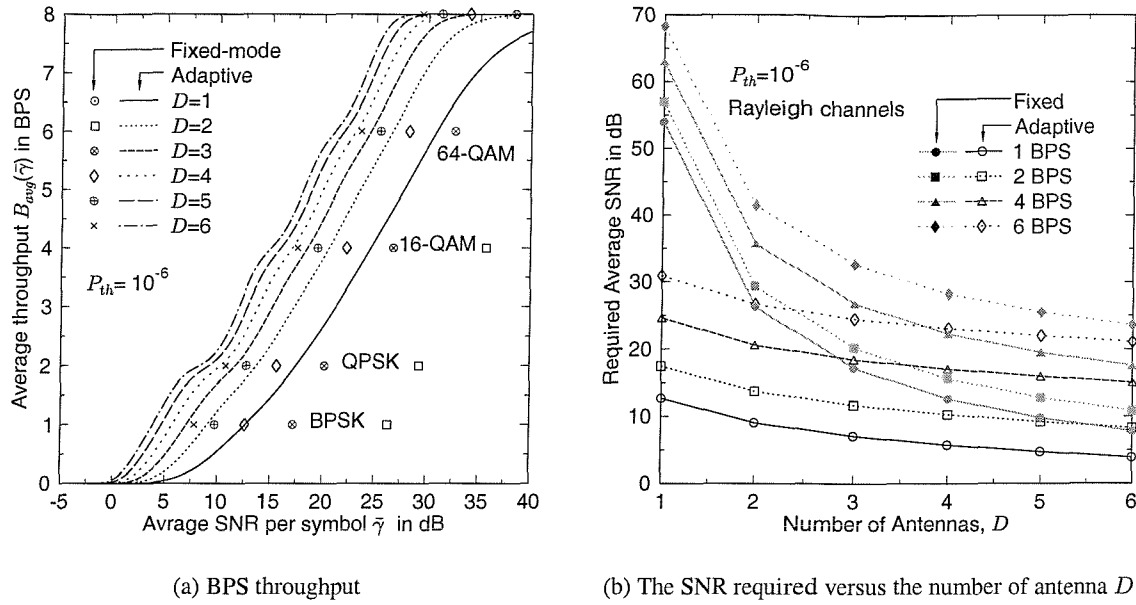 Average throughput B_avg(γ̄) in BPS
8
7
6
5
4
3
2
1
0
Fixed-mode
Adaptive
D=1
D=2
D=3
D=4
D=5
D=6
P_th= 10^-6
64-QAM
16-QAM
QPSK
BPSK
-5 0 5 10 15 20 25 30 35 40
Avrage SNR per symbol γ̄ in dB
(a) BPS throughput
Required Average SNR in dB
70
60
50
40
30
20
10
0
P_th=10^-6
Rayleigh channels
Fixed
Adaptive
1 BPS
2 BPS
4 BPS
6 BPS
1 2 3 4 5 6
Number of Antennas, D
(b) The SNR required versus the number of antenna D